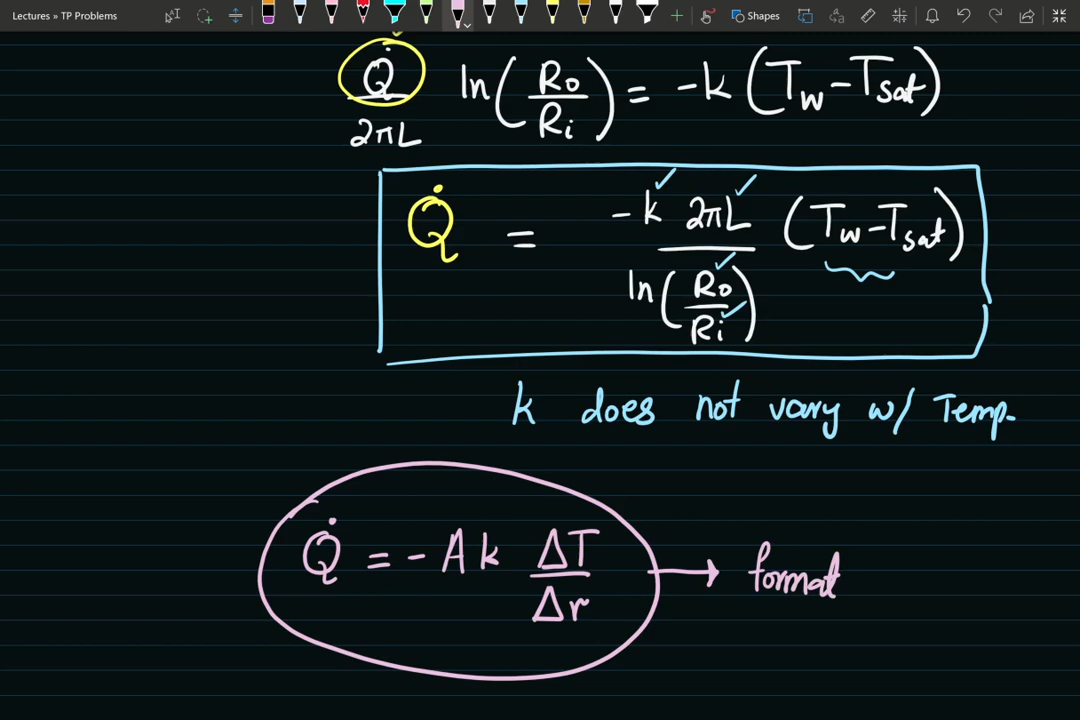 Lectures » TP Problems
Shapes
Q̇/2πL ln(Ro/Ri) = -k (Tw - Tsat)
Q̇ = -k 2πL/ln(Ro/Ri) (Tw - Tsat)
k does not vary w/ Temp.
Q̇ = - A k ΔT/Δr → format